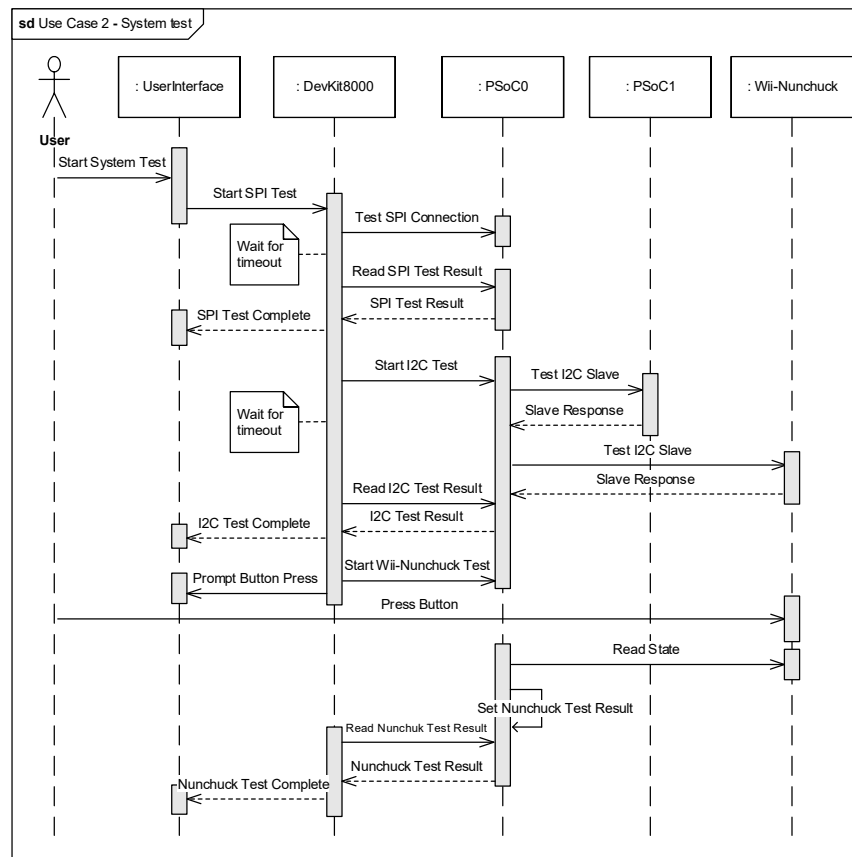 sd Use Case 2 - System test
: UserInterface
: DevKit8000
: PSoC0
: PSoC1
: Wii-Nunchuck
User
Start System Test
Start SPI Test
Test SPI Connection
Wait for
timeout
Read SPI Test Result
SPI Test Result
SPI Test Complete
Start I2C Test
Test I2C Slave
Wait for
timeout
Slave Response
Test I2C Slave
Slave Response
Read I2C Test Result
I2C Test Result
I2C Test Complete
Start Wii-Nunchuck Test
Prompt Button Press
Press Button
Read State
Set Nunchuck Test Result
Read Nunchuk Test Result
Nunchuck Test Result
Nunchuck Test Complete